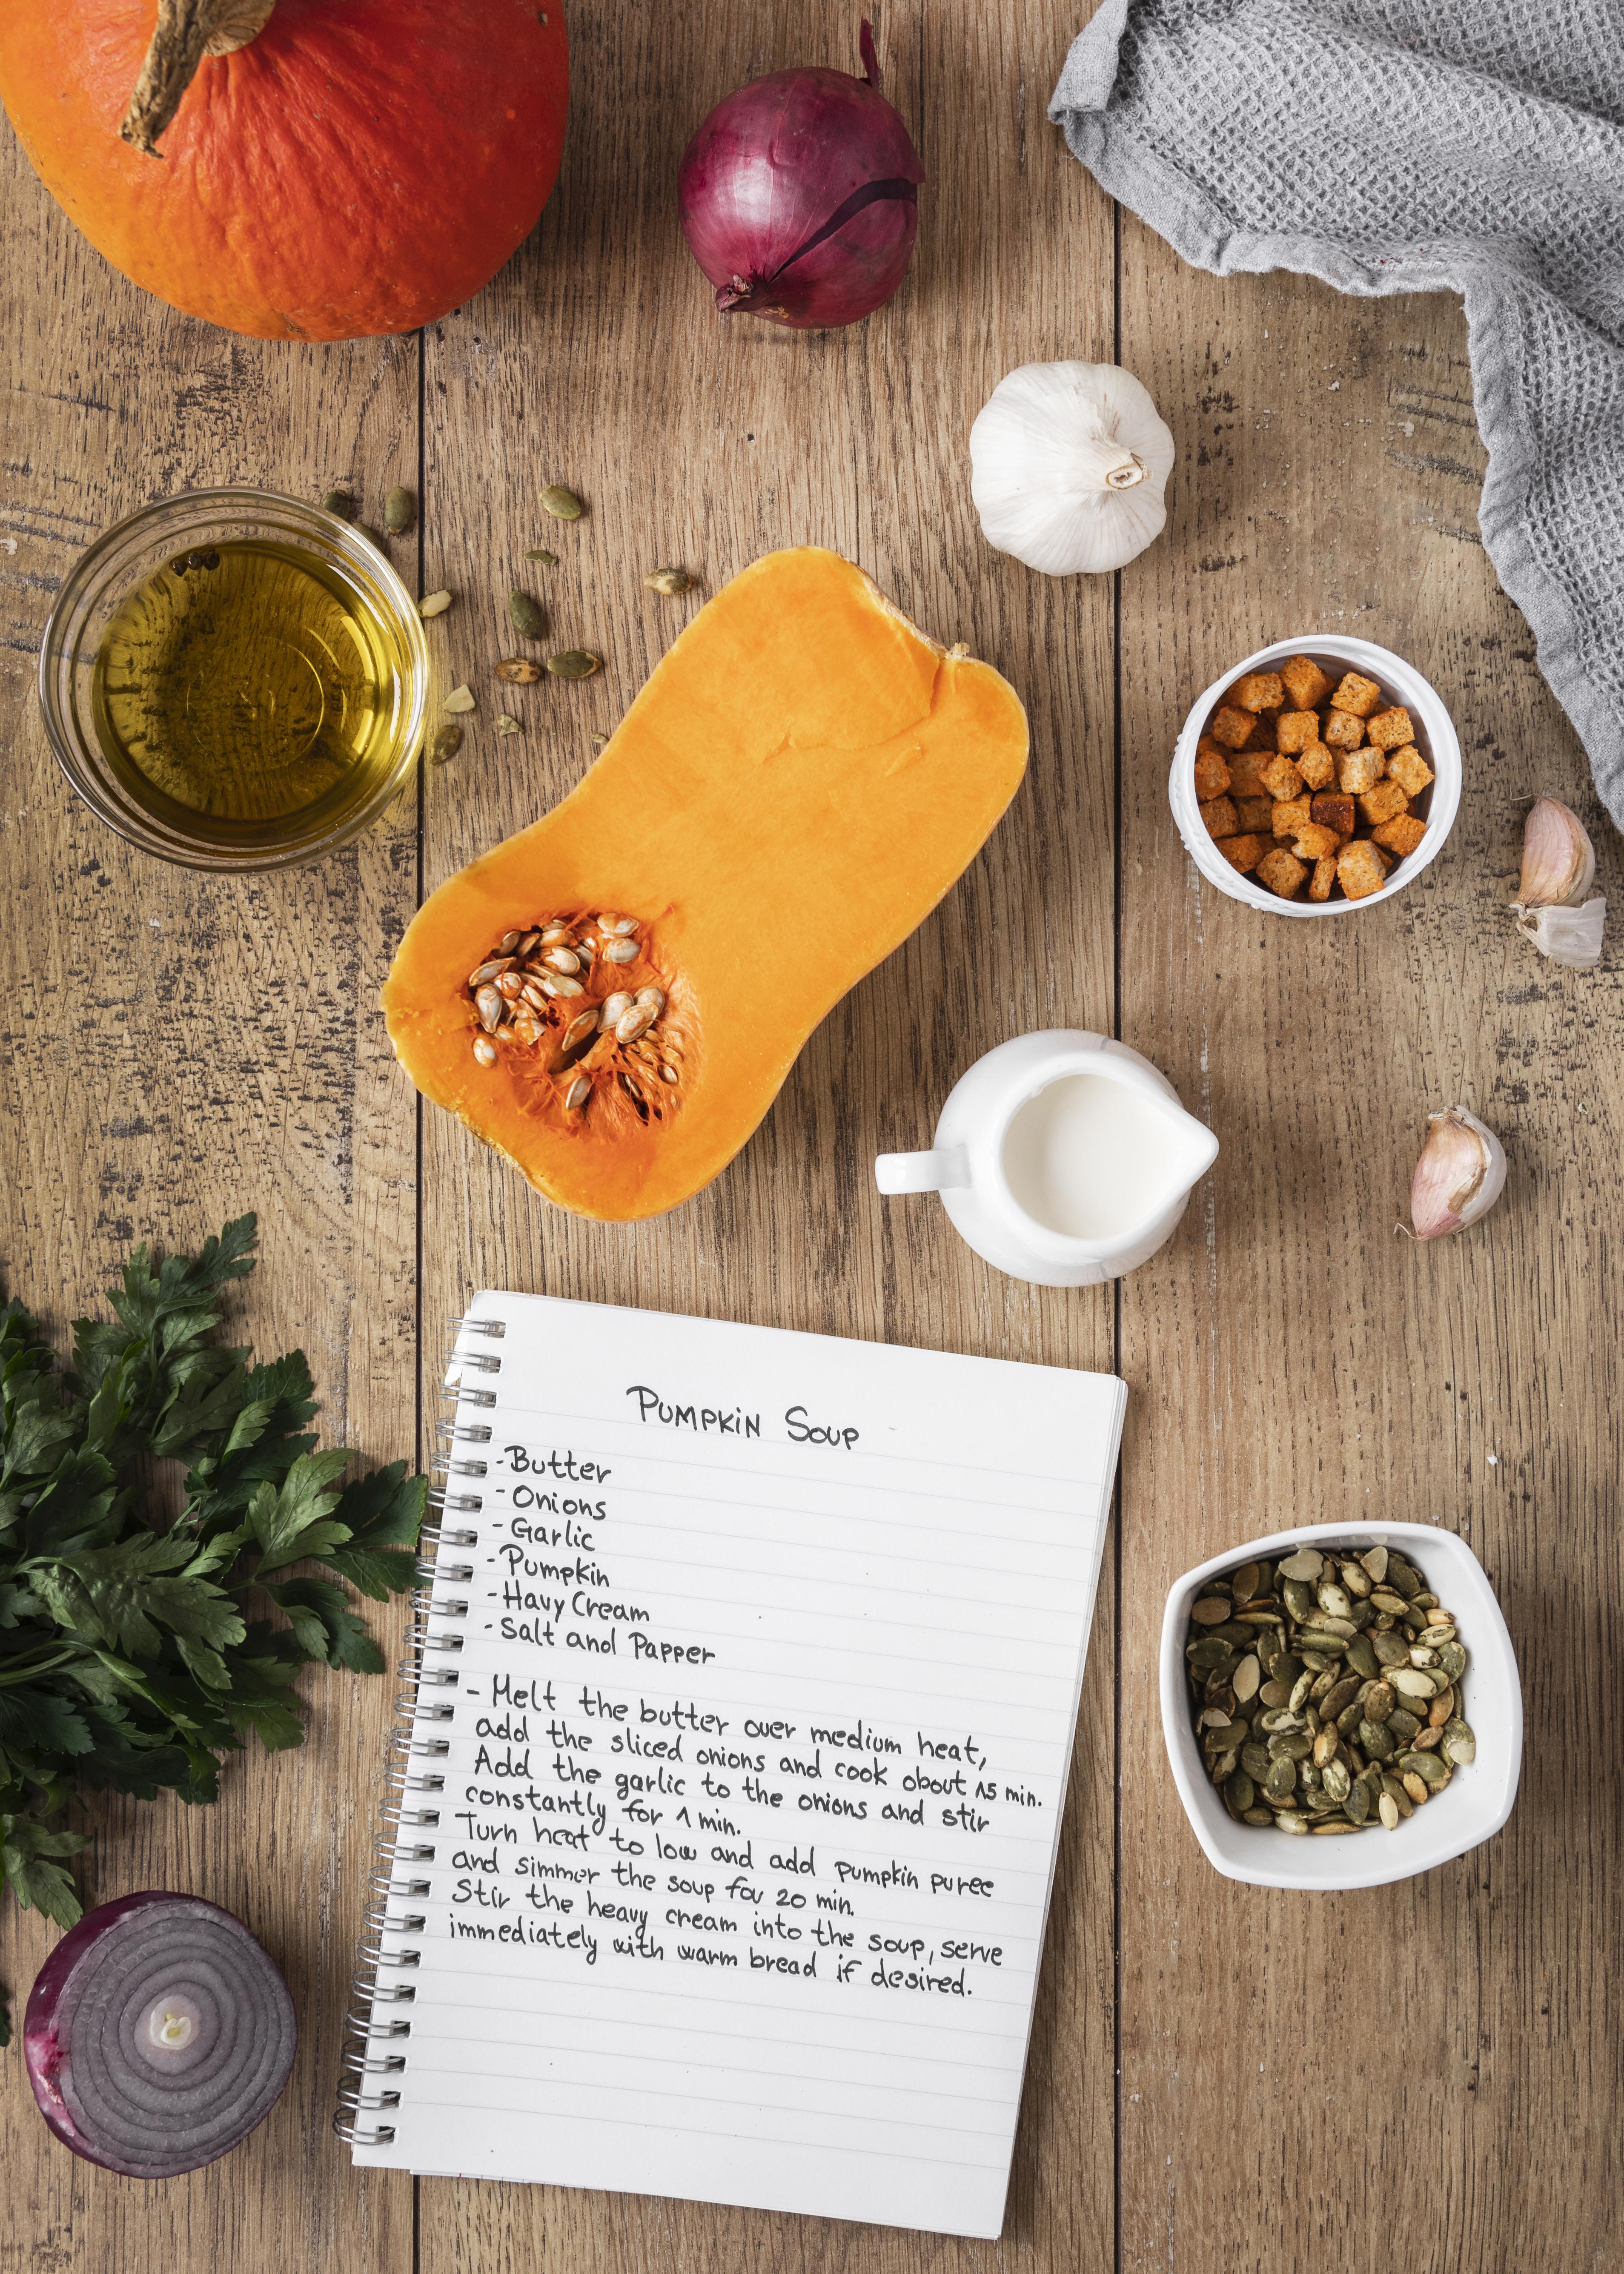 Pumpkin Soup
-Butter
-Onions
-Garlic
-Pumpkin
-Havy Cream
-Salt and Papper
- Melt the butter over medium heat,
add the sliced onions and cook obout 15 min.
Add the garlic to the onions and stir
constantly for 1 min.
Turn heat to low and add pumpkin puree
and simmer the soup for 20 min.
Stir the heavy cream into the soup, serve
immediately with warm bread if desired.